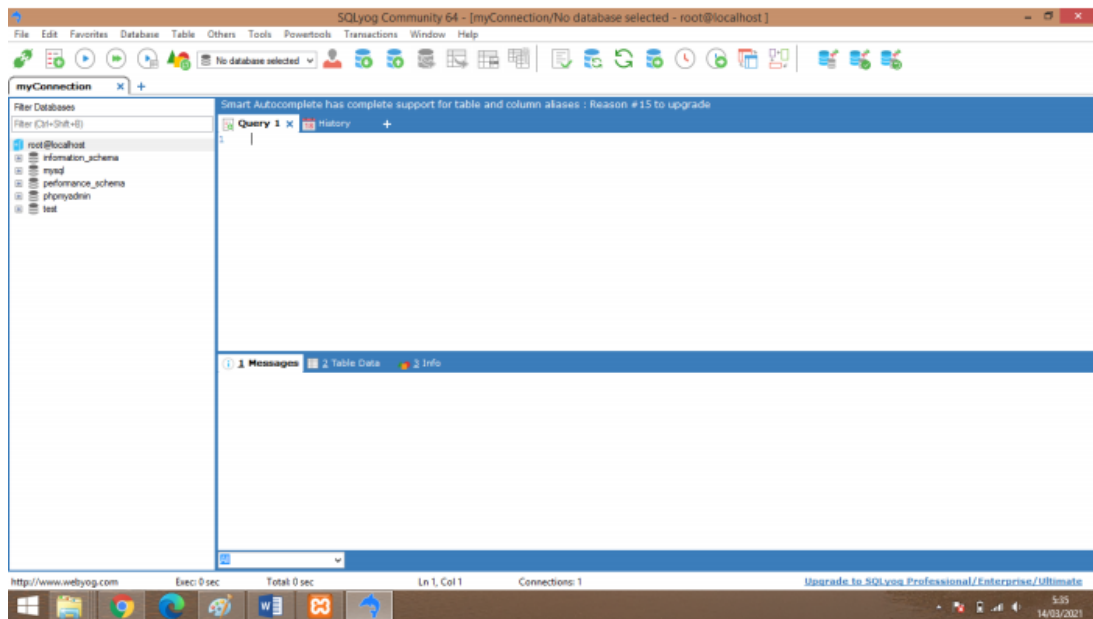 SQLyog Community 64 - [myConnection/No database selected - root@localhost ]
File Edit Favorites Database Table Others Tools Powertools Transactions Window Help
No database selected
myConnection x +
Filter Databases
Filter (Ctrl+Shift+B)
root@localhost
information_schema
mysql
performance_schema
phpmyadmin
test
Smart Autocomplete has complete support for table and column aliases : Reason #15 to upgrade
Query 1 x History +
1
1 Messages 2 Table Data 3 Info
All
http://www.webyog.com Exec: 0 sec Total: 0 sec Ln 1, Col 1 Connections: 1 Upgrade to SQLyog Professional/Enterprise/Ultimate
5:35
14/03/2021